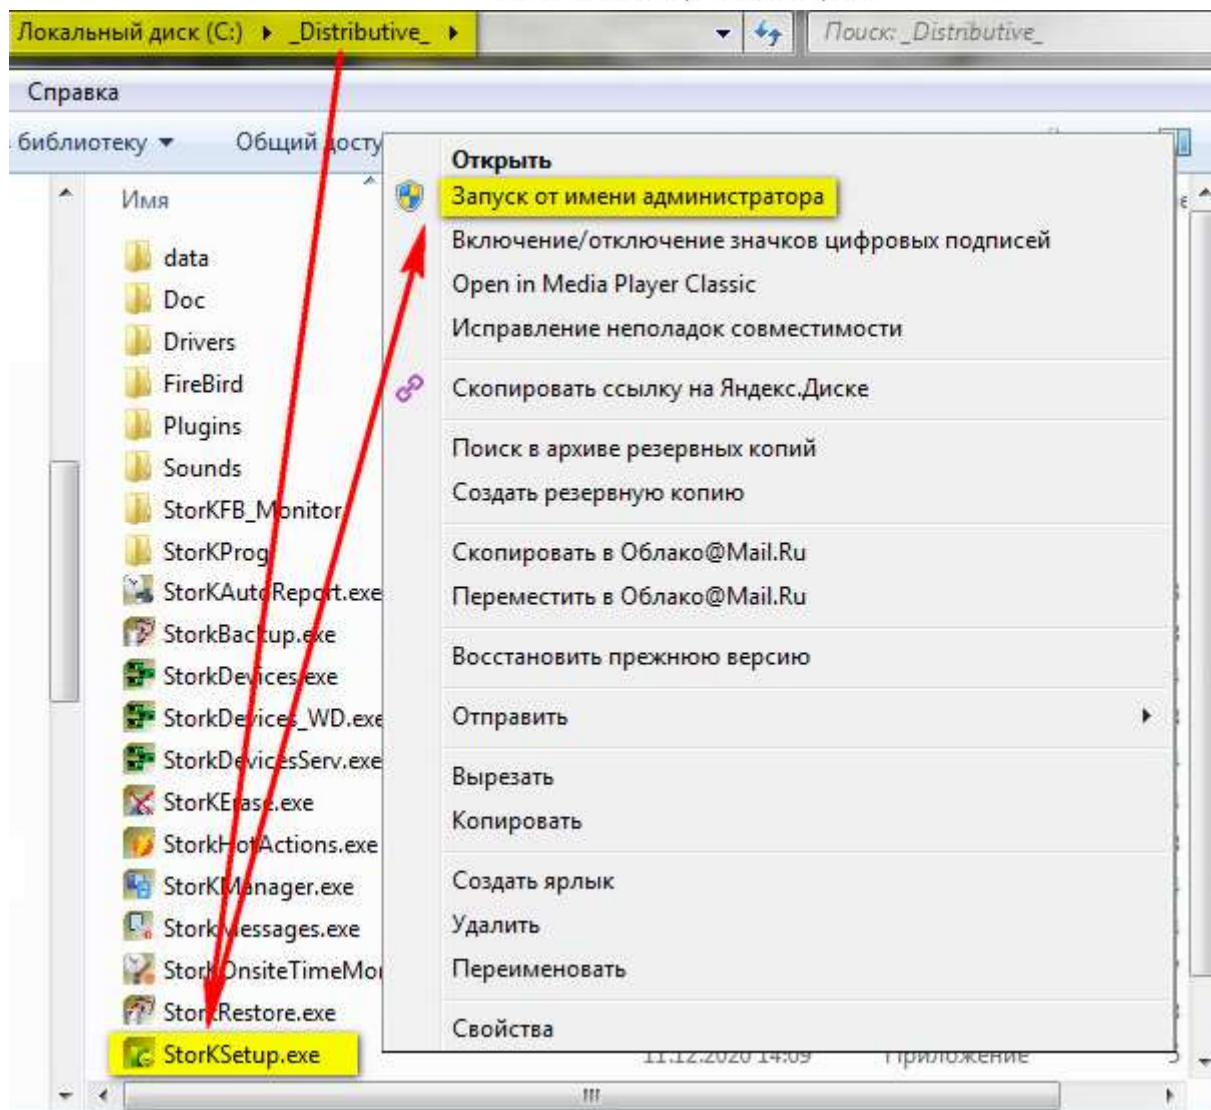 Локальный диск (C:) ▸ _Distributive_ ▸
Поиск: _Distributive_
Справка
библиотеку ▾ Общий досту
Имя
data
Doc
Drivers
FireBird
Plugins
Sounds
StorKFB_Monitor
StorKProg
StorKAutoReport.exe
StorkBackup.exe
StorkDevices.exe
StorkDevices_WD.exe
StorkDevicesServ.exe
StorKErase.exe
StorkHotActions.exe
StorKManager.exe
StorkMessages.exe
StorKOnsiteTimeMo
StorkRestore.exe
StorKSetup.exe
Открыть
Запуск от имени администратора
Включение/отключение значков цифровых подписей
Open in Media Player Classic
Исправление неполадок совместимости
Скопировать ссылку на Яндекс.Диске
Поиск в архиве резервных копий
Создать резервную копию
Скопировать в Облако@Mail.Ru
Переместить в Облако@Mail.Ru
Восстановить прежнюю версию
Отправить
Вырезать
Копировать
Создать ярлык
Удалить
Переименовать
Свойства
11.12.2020 14:09 Приложение